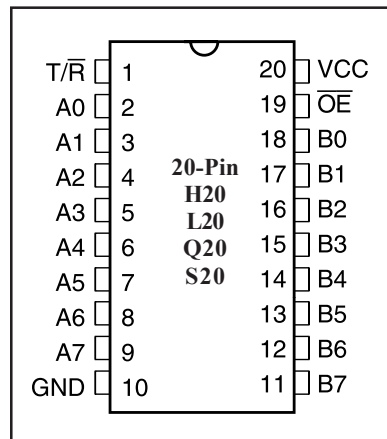 T/R̅ 1 20 VCC
A0 2 19 O̅E̅
A1 3 18 B0
A2 4 20-Pin 17 B1
A3 5 H20 L20 16 B2
A4 6 Q20 15 B3
A5 7 S20 14 B4
A6 8 13 B5
A7 9 12 B6
GND 10 11 B7